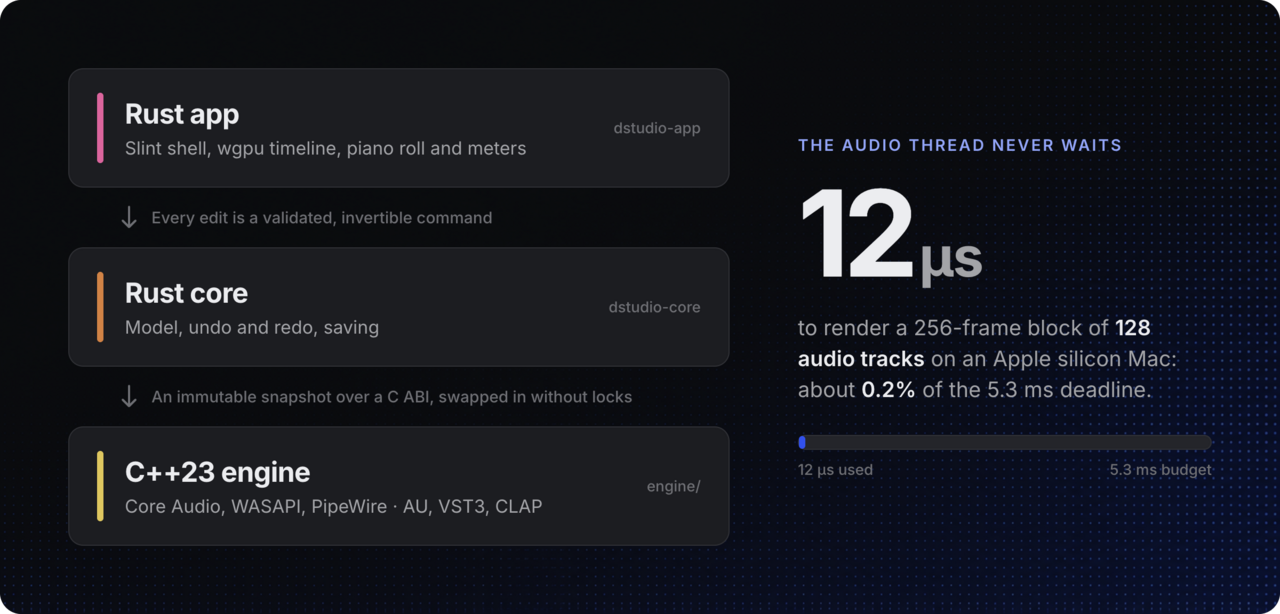 Rust app
Slint shell, wgpu timeline, piano roll and meters
dstudio-app
Every edit is a validated, invertible command
Rust core
Model, undo and redo, saving
dstudio-core
An immutable snapshot over a C ABI, swapped in without locks
C++23 engine
Core Audio, WASAPI, PipeWire · AU, VST3, CLAP
engine/
THE AUDIO THREAD NEVER WAITS
12 µs
to render a 256-frame block of 128
audio tracks on an Apple silicon Mac:
about 0.2% of the 5.3 ms deadline.
12 µs used
5.3 ms budget